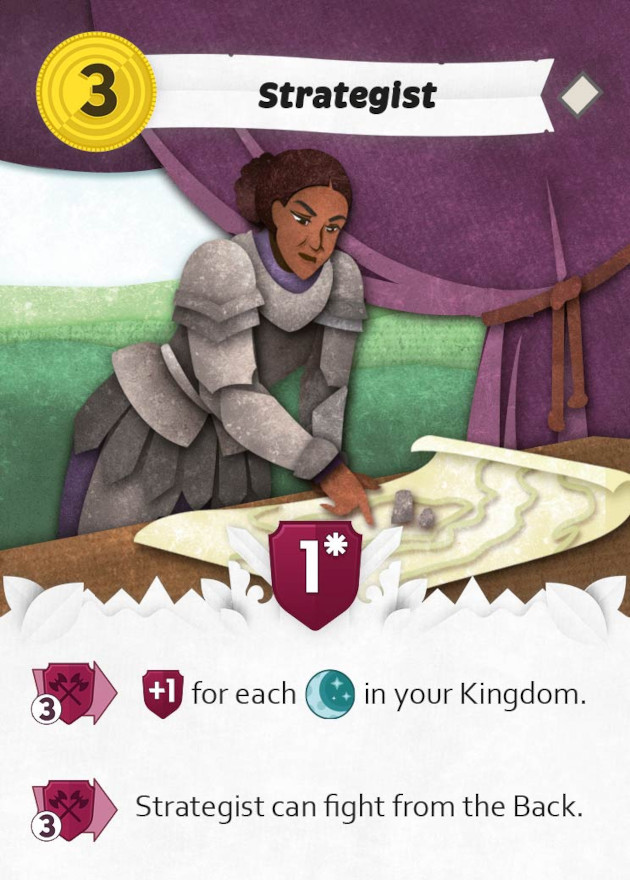 3 Strategist
1*
3 +1 for each in your Kingdom.
3 Strategist can fight from the Back.